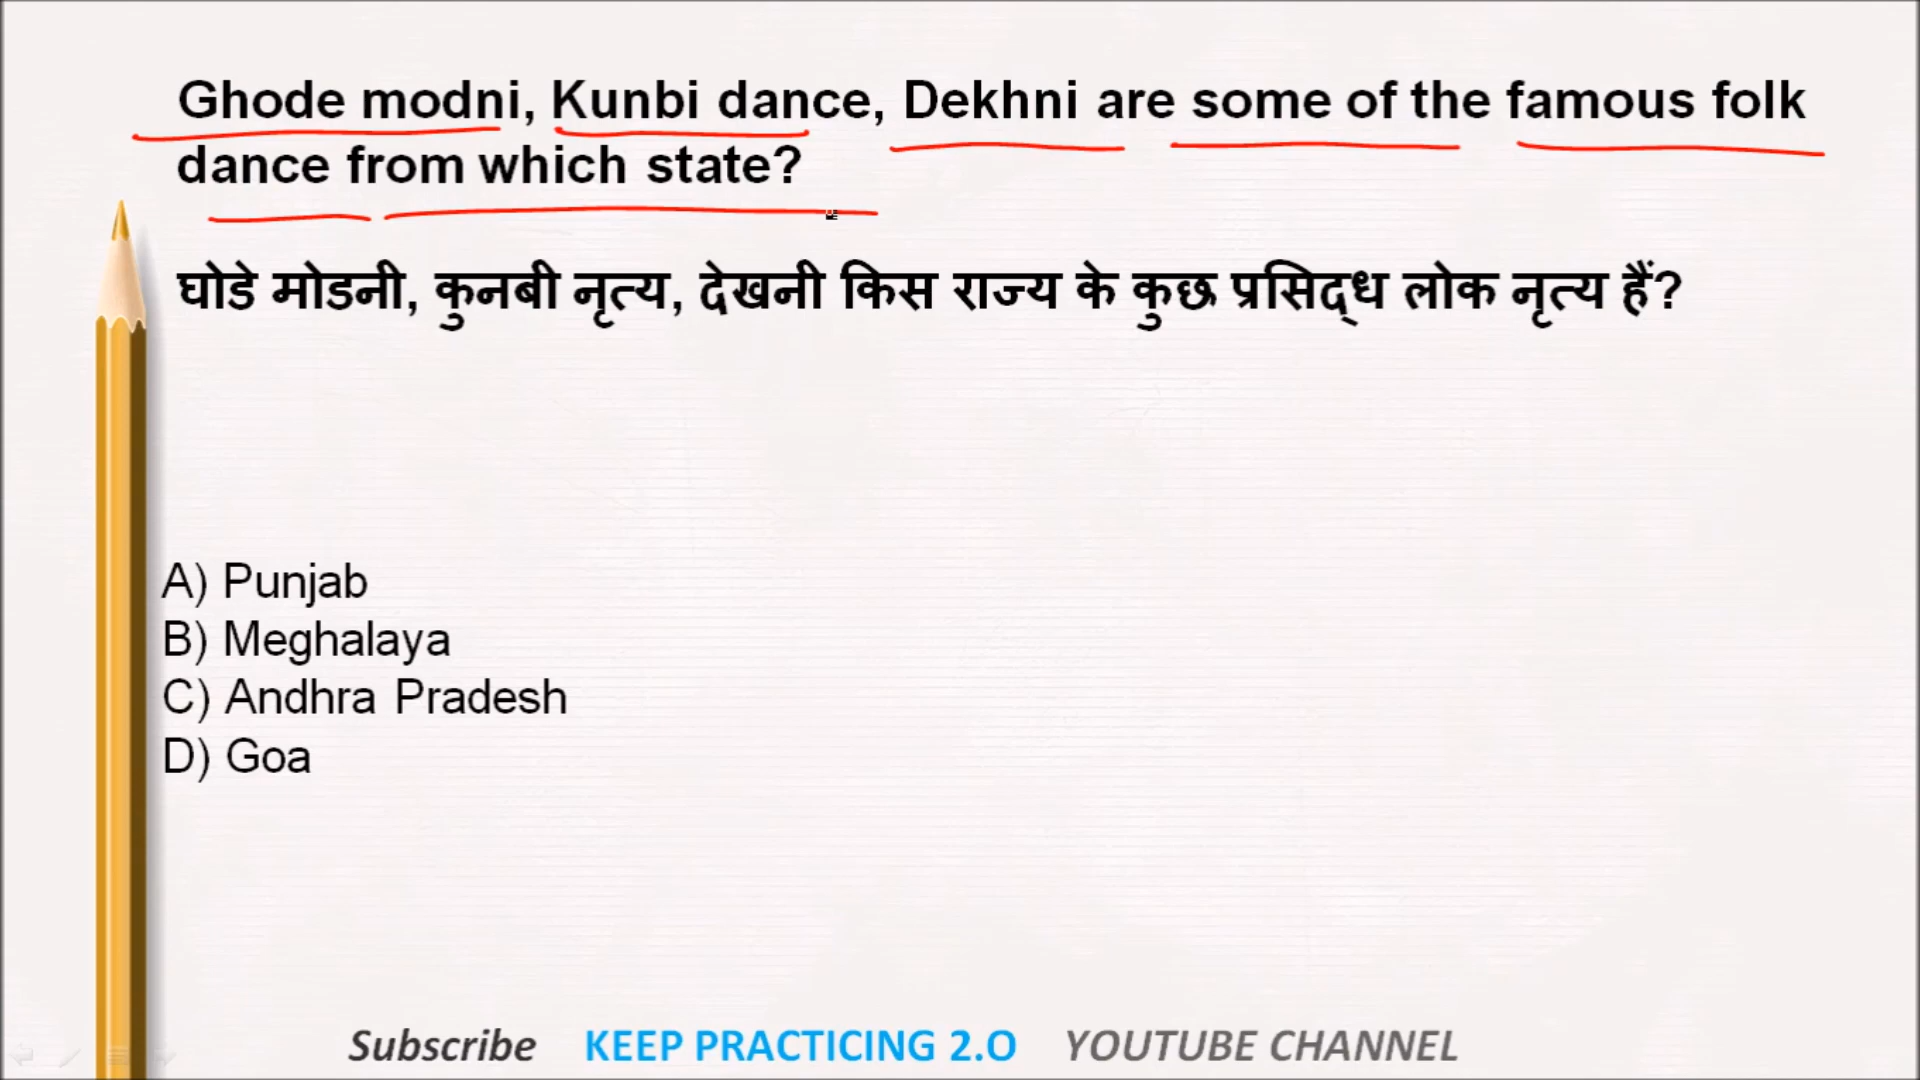 Ghode modni, Kunbi dance, Dekhni are some of the famous folk
dance from which state?
घोडे मोडनी, कुनबी नृत्य, देखनी किस राज्य के कुछ प्रसिद्ध लोक नृत्य हैं?
A) Punjab
B) Meghalaya
C) Andhra Pradesh
D) Goa
Subscribe KEEP PRACTICING 2.O YOUTUBE CHANNEL